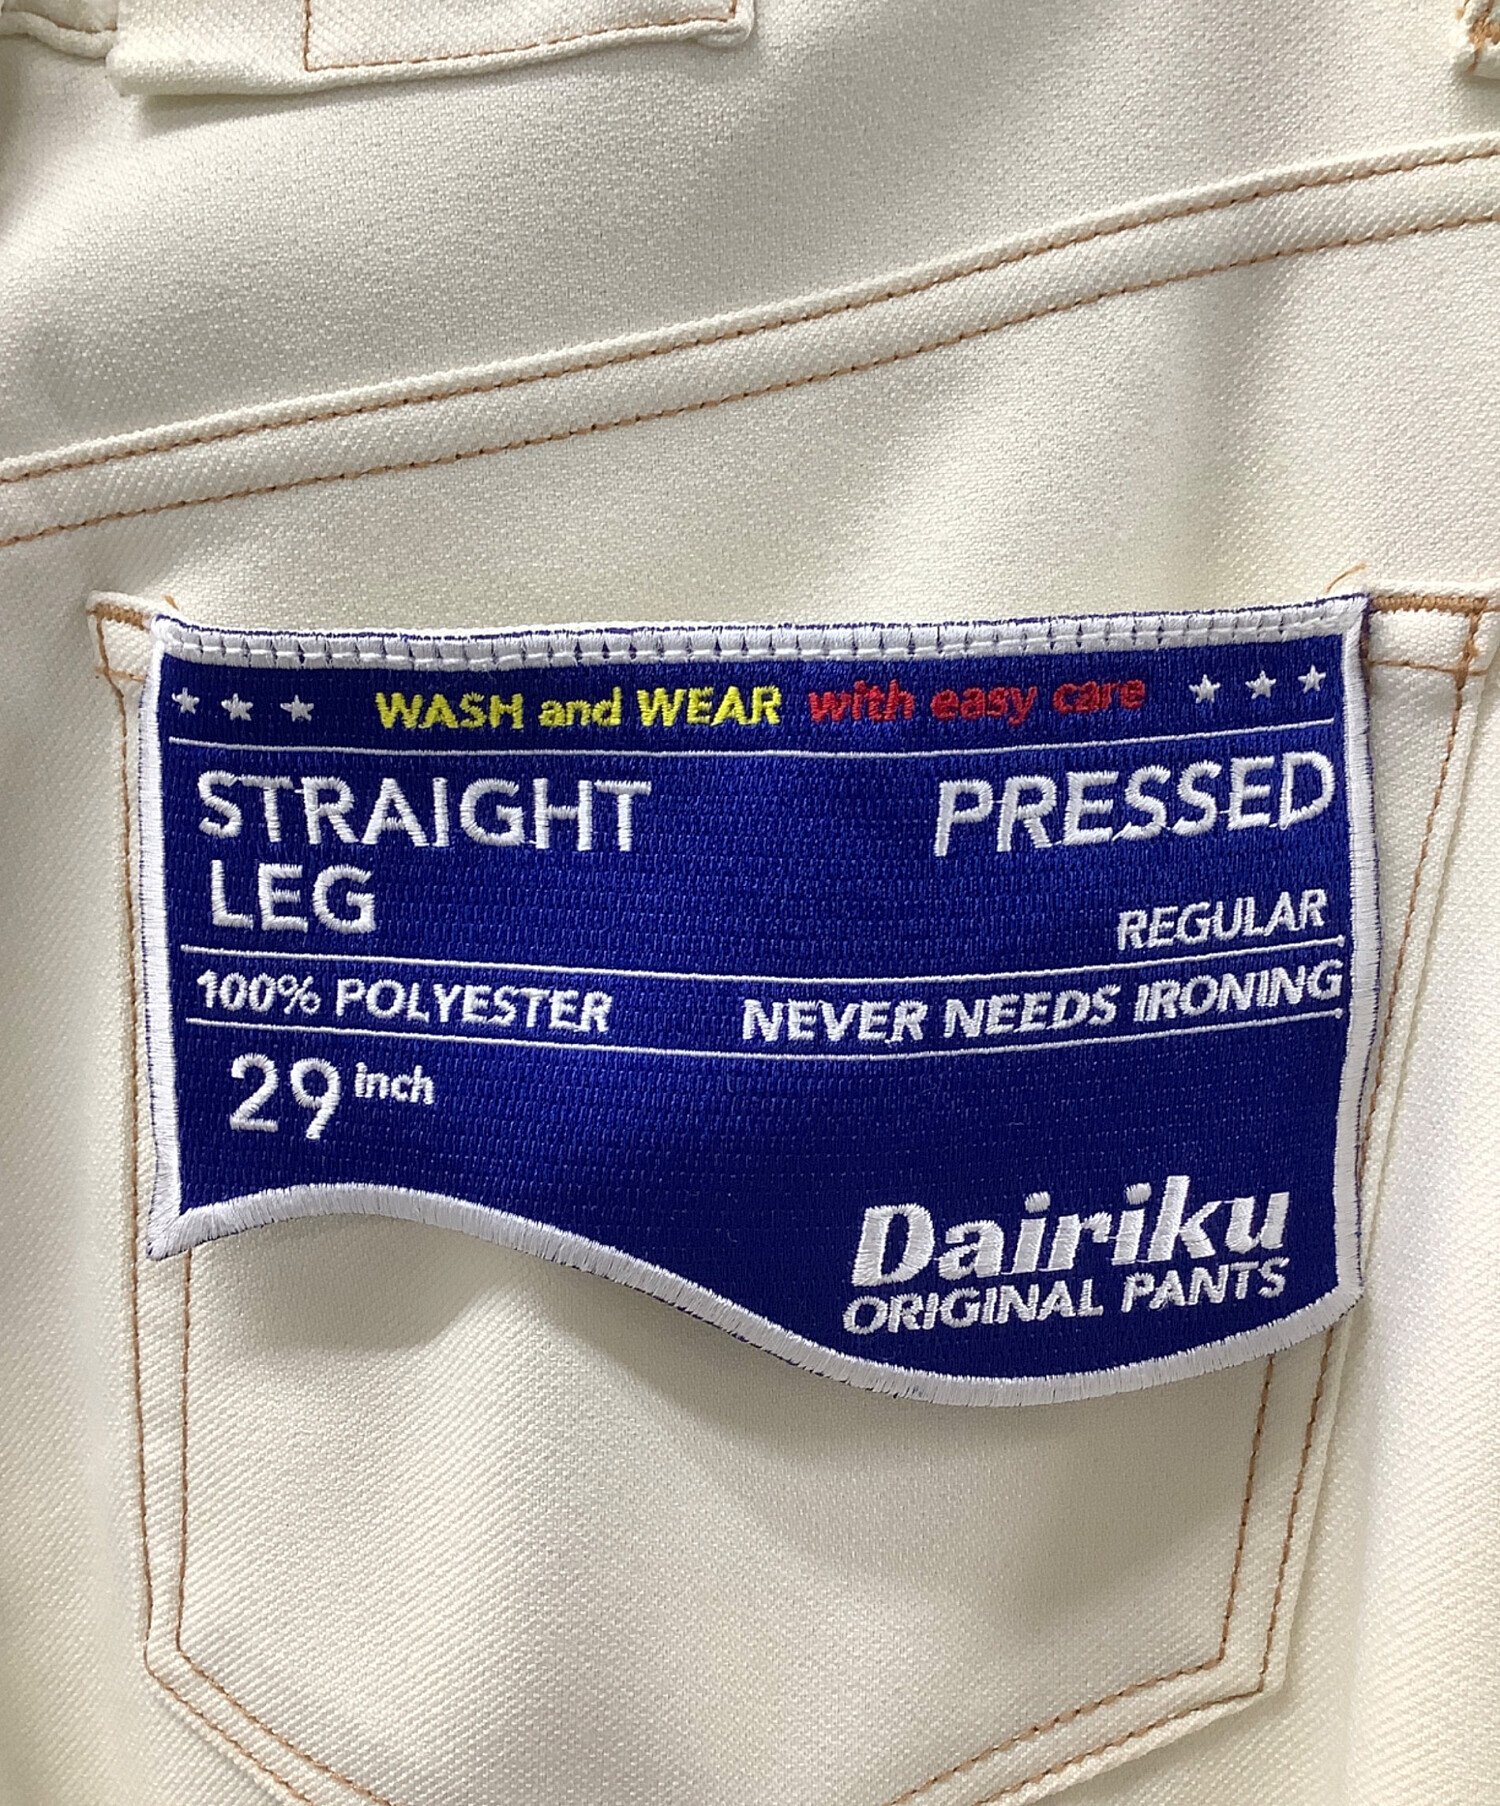 ★ ★ ★ WASH and WEAR with easy care ★ ★ ★
STRAIGHT PRESSED
LEG
REGULAR
100% POLYESTER NEVER NEEDS IRONING
29 inch
Dairiku
ORIGINAL PANTS